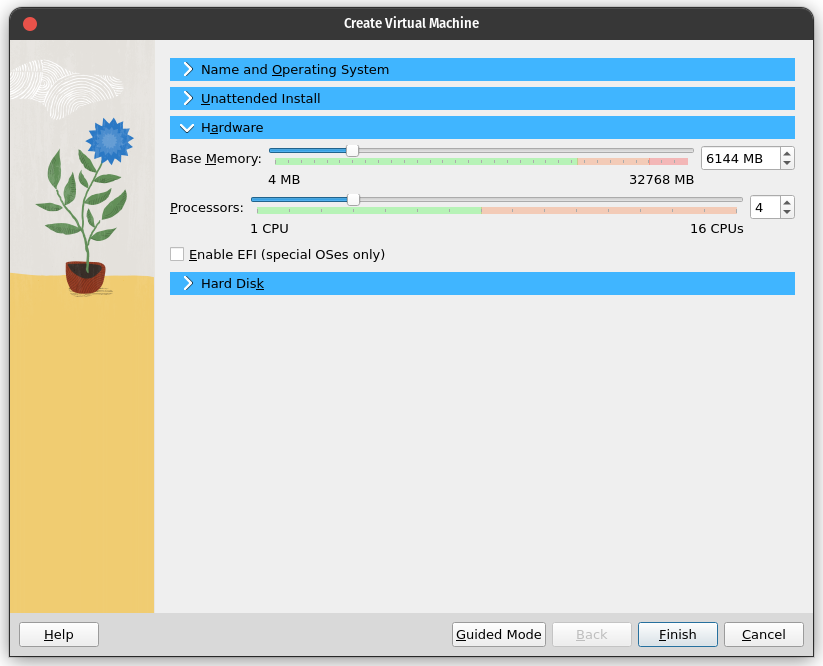 Create Virtual Machine
Name and Operating System
Unattended Install
Hardware
Base Memory: 6144 MB
4 MB 32768 MB
Processors: 4
1 CPU 16 CPUs
Enable EFI (special OSes only)
Hard Disk
Help Guided Mode Back Finish Cancel